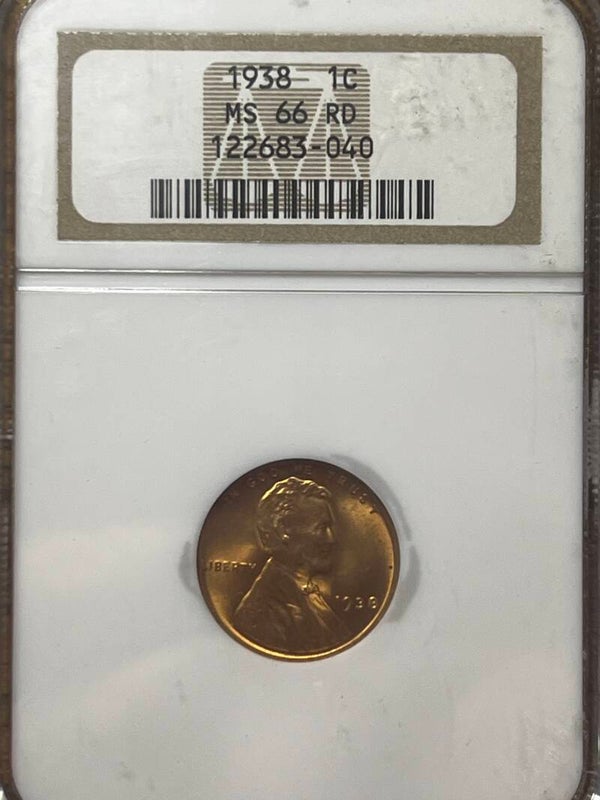 1938 1C
MS 66 RD
122683-040
IN GOD WE TRUST
LIBERTY
1938